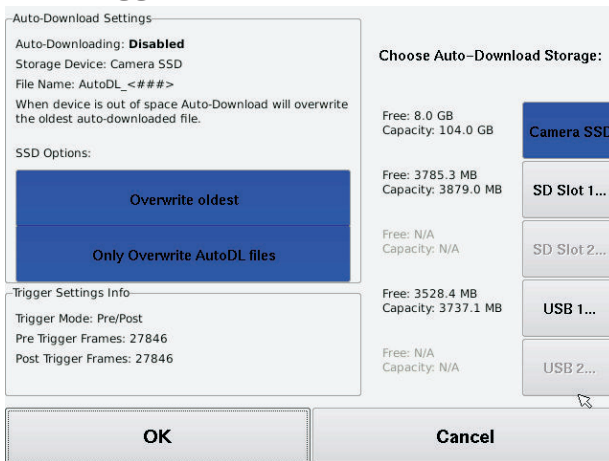 Auto-Download Settings
Auto-Downloading: Disabled
Storage Device: Camera SSD
File Name: AutoDL_<###>
When device is out of space Auto-Download will overwrite
the oldest auto-downloaded file.
SSD Options:
Overwrite oldest
Only Overwrite AutoDL files
Trigger Settings Info
Trigger Mode: Pre/Post
Pre Trigger Frames: 27846
Post Trigger Frames: 27846
Choose Auto-Download Storage:
Free: 8.0 GB
Capacity: 104.0 GB
Camera SSD
Free: 3785.3 MB
Capacity: 3879.0 MB
SD Slot 1...
Free: N/A
Capacity: N/A
SD Slot 2...
Free: 3528.4 MB
Capacity: 3737.1 MB
USB 1...
Free: N/A
Capacity: N/A
USB 2...
OK
Cancel